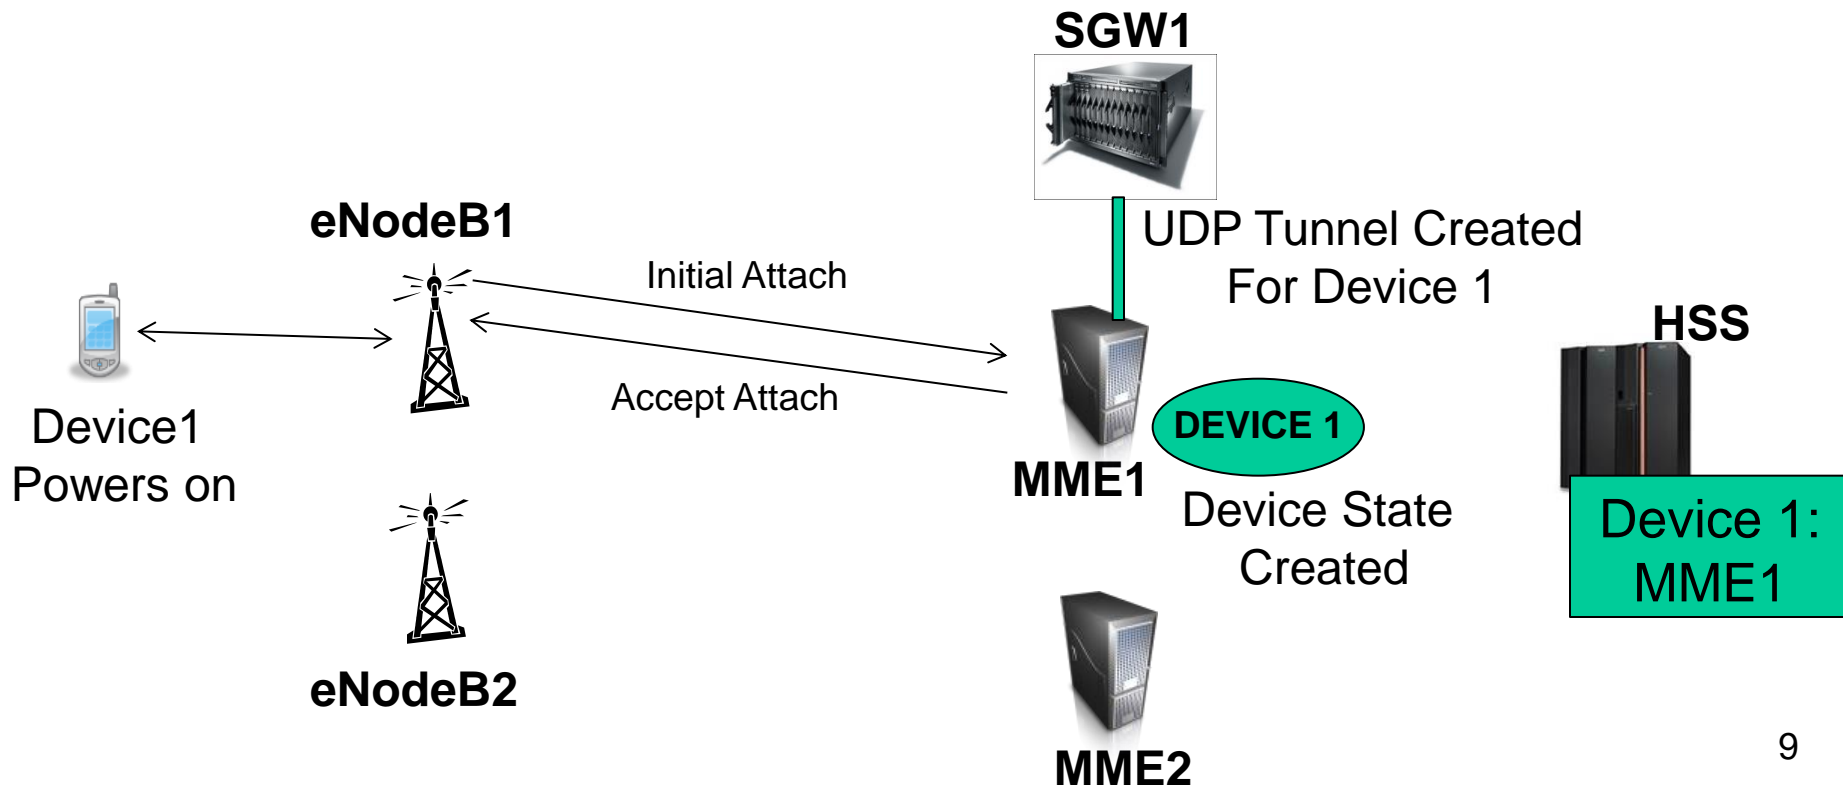 SGW1
eNodeB1
UDP Tunnel Created
For Device 1
Initial Attach
HSS
Accept Attach
Device1
Powers on
DEVICE 1
MME1
Device State
Created
Device 1:
MME1
eNodeB2
MME2
9